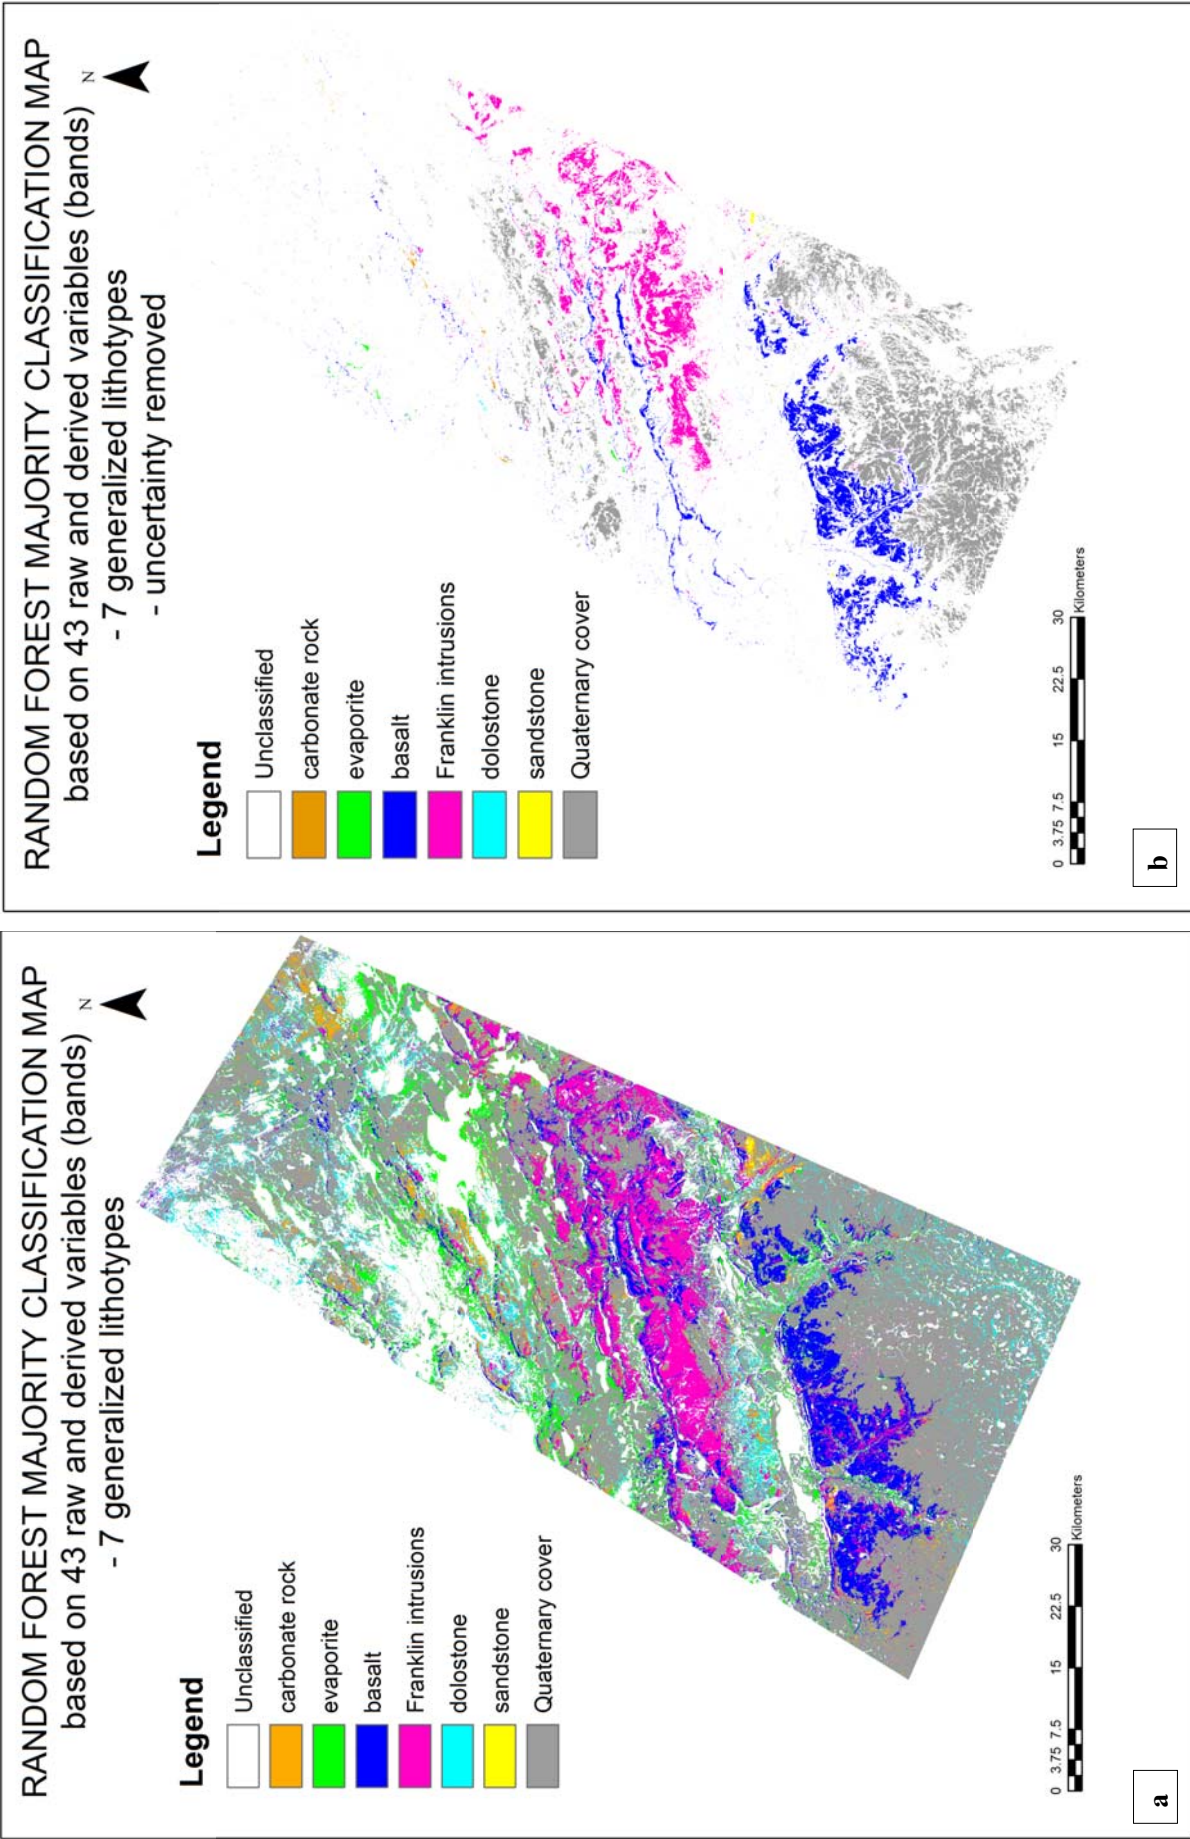 RANDOM FOREST MAJORITY CLASSIFICATION MAP
based on 43 raw and derived variables (bands)
- 7 generalized lithotypes
N
Legend
Unclassified
carbonate rock
evaporite
basalt
Franklin intrusions
dolostone
sandstone
Quaternary cover
0 3.75 7.5 15 22.5 30
Kilometers
a
RANDOM FOREST MAJORITY CLASSIFICATION MAP
based on 43 raw and derived variables (bands)
- 7 generalized lithotypes
- uncertainty removed
N
Legend
Unclassified
carbonate rock
evaporite
basalt
Franklin intrusions
dolostone
sandstone
Quaternary cover
0 3.75 7.5 15 22.5 30
Kilometers
b